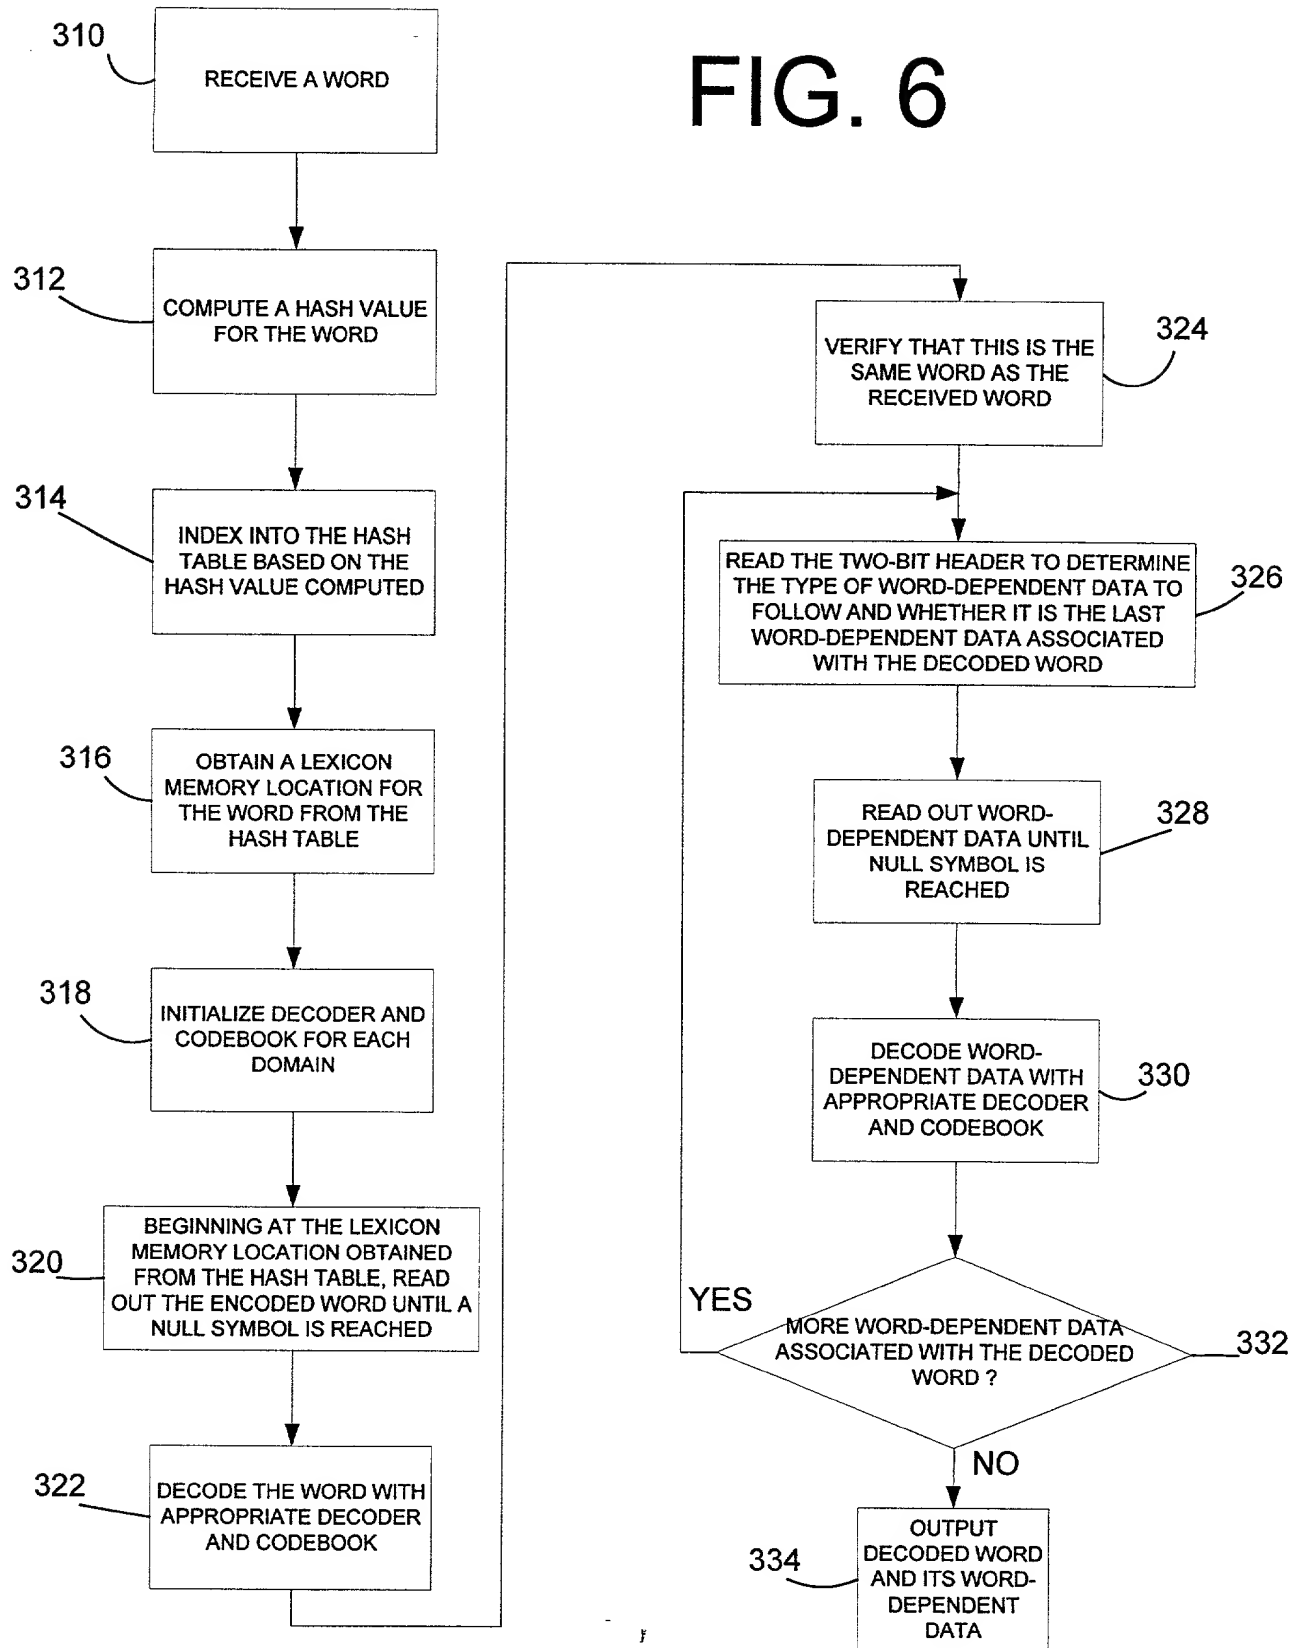 FIG. 6
310
RECEIVE A WORD
312
COMPUTE A HASH VALUE
FOR THE WORD
314
INDEX INTO THE HASH
TABLE BASED ON THE
HASH VALUE COMPUTED
316
OBTAIN A LEXICON
MEMORY LOCATION FOR
THE WORD FROM THE
HASH TABLE
318
INITIALIZE DECODER AND
CODEBOOK FOR EACH
DOMAIN
320
BEGINNING AT THE LEXICON
MEMORY LOCATION OBTAINED
FROM THE HASH TABLE, READ
OUT THE ENCODED WORD UNTIL A
NULL SYMBOL IS REACHED
322
DECODE THE WORD WITH
APPROPRIATE DECODER
AND CODEBOOK
324
VERIFY THAT THIS IS THE
SAME WORD AS THE
RECEIVED WORD
326
READ THE TWO-BIT HEADER TO DETERMINE
THE TYPE OF WORD-DEPENDENT DATA TO
FOLLOW AND WHETHER IT IS THE LAST
WORD-DEPENDENT DATA ASSOCIATED
WITH THE DECODED WORD
328
READ OUT WORD-
DEPENDENT DATA UNTIL
NULL SYMBOL IS
REACHED
330
DECODE WORD-
DEPENDENT DATA WITH
APPROPRIATE DECODER
AND CODEBOOK
YES
332
MORE WORD-DEPENDENT DATA
ASSOCIATED WITH THE DECODED
WORD ?
NO
334
OUTPUT
DECODED WORD
AND ITS WORD-
DEPENDENT
DATA